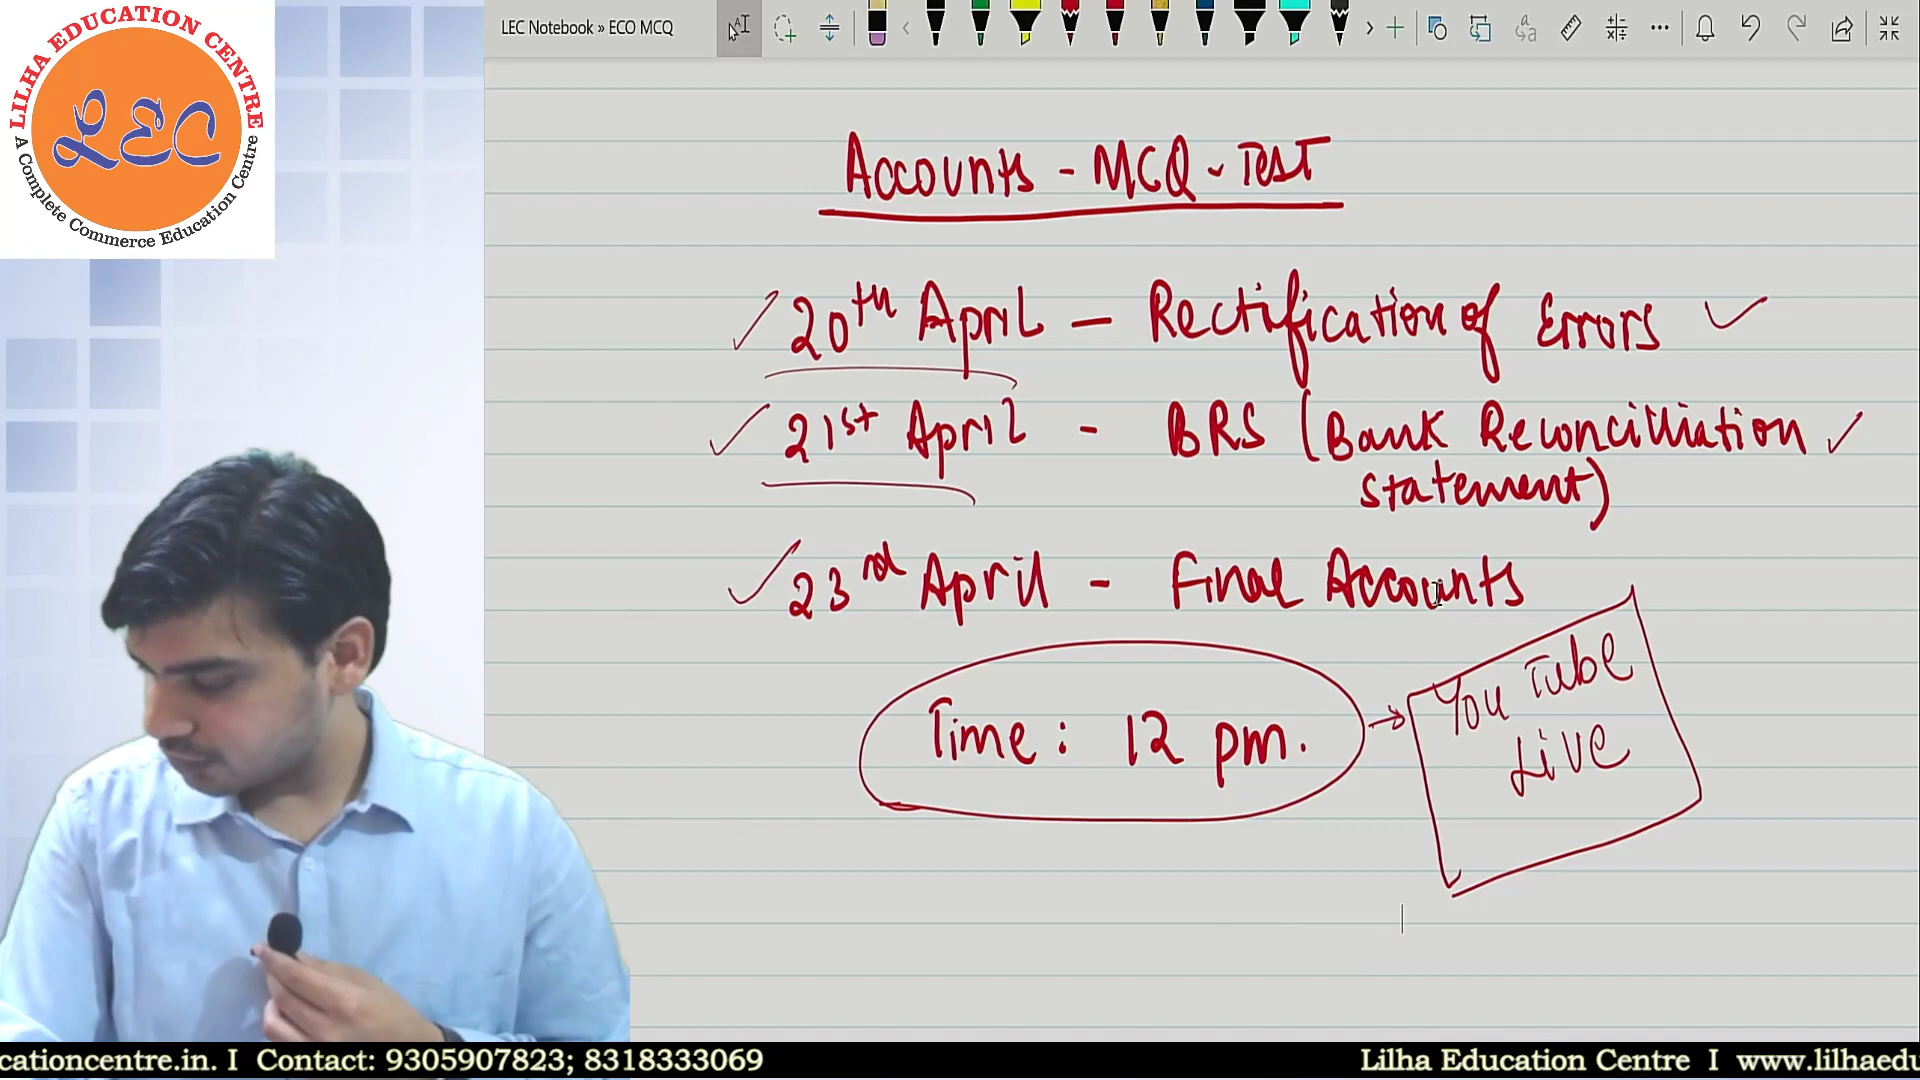 LILHA EDUCATION CENTRE
LEC
A Complete Commerce Education Centre
LEC Notebook » ECO MCQ
Accounts - MCQ - Test
20th April - Rectification of Errors
21st April - BRS (Bank Reconcilliation
statement)
23rd April - Final Accounts
Time: 12 pm.
You Tube
Live
cationcentre.in. I Contact: 9305907823; 8318333069
Lilha Education Centre I www.lilhaedu